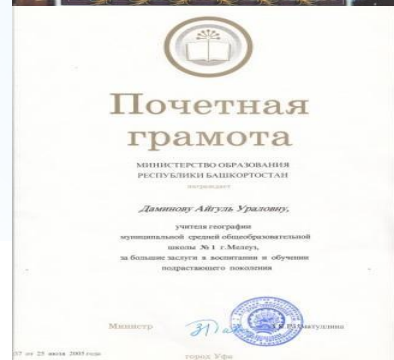 Почетная
грамота
МИНИСТЕРСТВО ОБРАЗОВАНИЯ
РЕСПУБЛИКИ БАШКОРТОСТАН
награждает
Даминову Айгуль Ураловну,
учителя географии
муниципальной средней общеобразовательной
школы № 1 г.Мелеуз,
за большие заслуги в воспитании и обучении
подрастающего поколения
Министр
город Уфа